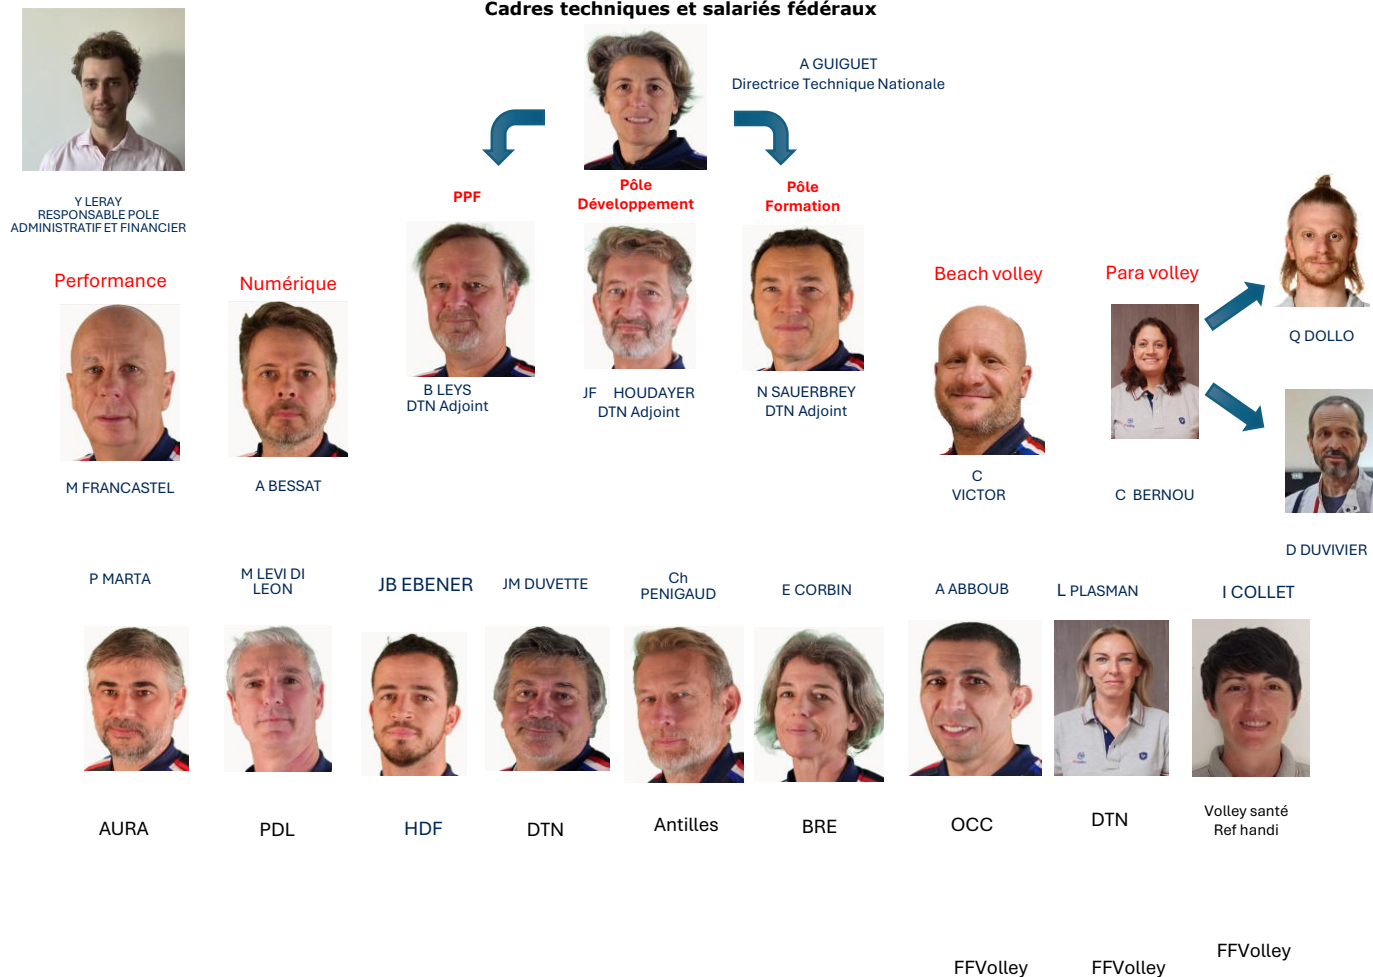 Cadres techniques et salariés fédéraux
A GUIGUET
Directrice Technique Nationale
Y LERAY
RESPONSABLE POLE
ADMINISTRATIF ET FINANCIER
PPF
Pôle
Développement
Pôle
Formation
Performance
Numérique
Beach volley
Para volley
Q DOLLO
B LEYS
DTN Adjoint
JF HOUDAYER
DTN Adjoint
N SAUERBREY
DTN Adjoint
M FRANCASTEL
A BESSAT
C
VICTOR
C BERNOU
D DUVIVIER
P MARTA
M LEVI DI
LEON
JB EBENER
JM DUVETTE
Ch
PENIGAUD
E CORBIN
A ABBOUB
L PLASMAN
I COLLET
AURA
PDL
HDF
DTN
Antilles
BRE
OCC
DTN
Volley santé
Ref handi
FFVolley
FFVolley
FFVolley